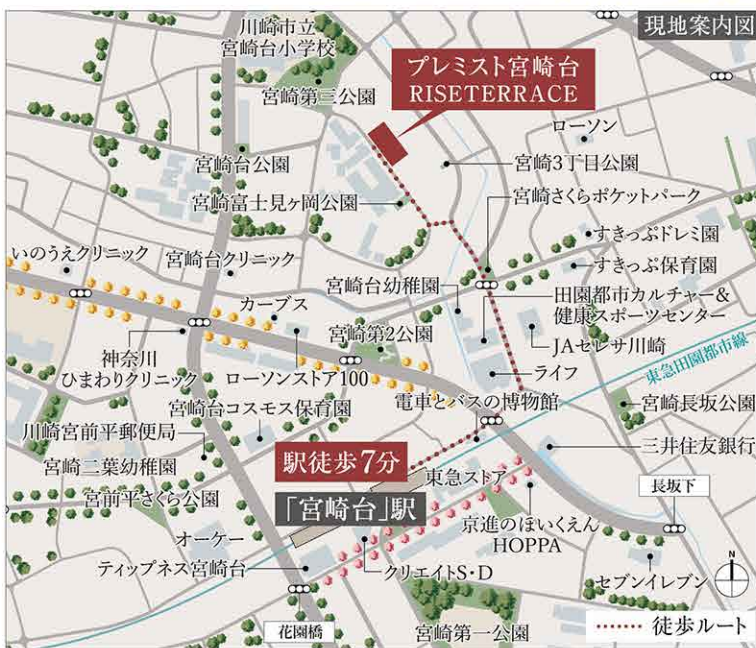 現地案内図
川崎市立
宮崎台小学校
宮崎第三公園
プレミスト宮崎台
RISETERRACE
ローソン
宮崎台公園
宮崎3丁目公園
宮崎富士見ヶ岡公園
宮崎さくらポケットパーク
いのうえクリニック
宮崎台クリニック
すきっぷドレミ園
すきっぷ保育園
宮崎台幼稚園
田園都市カルチャー&
健康スポーツセンター
カーブス
宮崎第2公園
JAセレサ川崎
東急田園都市線
神奈川
ひまわりクリニック
ローソンストア100
ライフ
宮崎台コスモス保育園
電車とバスの博物館
宮崎長坂公園
川崎宮前平郵便局
宮崎二葉幼稚園
駅徒歩7分
東急ストア
三井住友銀行
宮前平さくら公園
「宮崎台」駅
長坂下
京進のほいくえん
HOPPA
オーケー
ティップネス宮崎台
クリエイトS・D
セブンイレブン
N
花園橋
宮崎第一公園
徒歩ルート